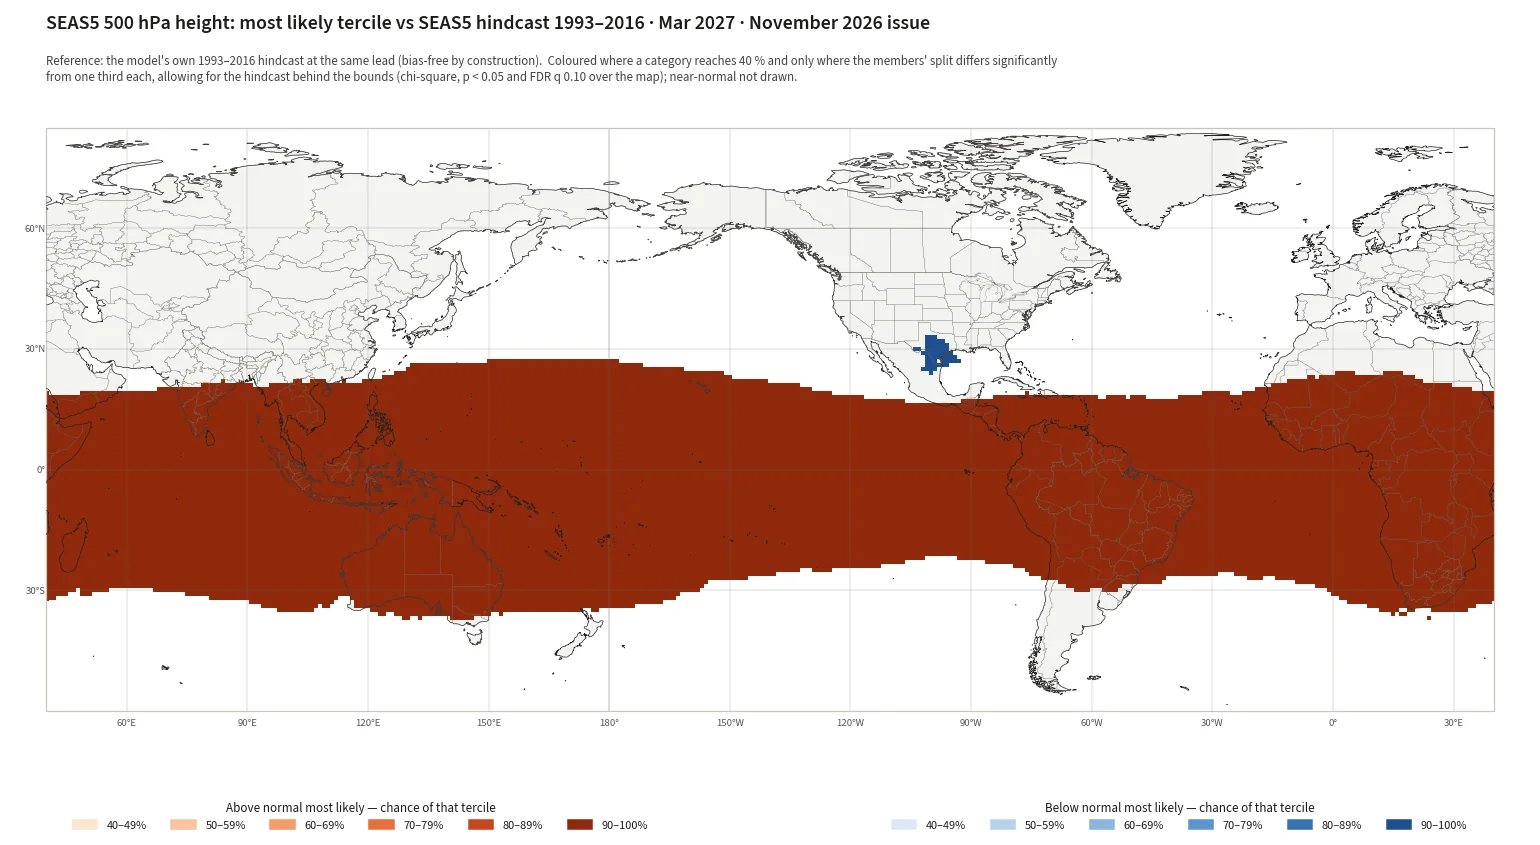 SEAS5 500 hPa height: most likely tercile vs SEAS5 hindcast 1993–2016 · Mar 2027 · November 2026 issue
Reference: the model's own 1993–2016 hindcast at the same lead (bias-free by construction). Coloured where a category reaches 40 % and only where the members' split differs significantly
from one third each, allowing for the hindcast behind the bounds (chi-square, p < 0.05 and FDR q 0.10 over the map); near-normal not drawn.
60°N
30°N
0°
30°S
60°E 90°E 120°E 150°E 180° 150°W 120°W 90°W 60°W 30°W 0° 30°E
Above normal most likely — chance of that tercile
40–49% 50–59% 60–69% 70–79% 80–89% 90–100%
Below normal most likely — chance of that tercile
40–49% 50–59% 60–69% 70–79% 80–89% 90–100%